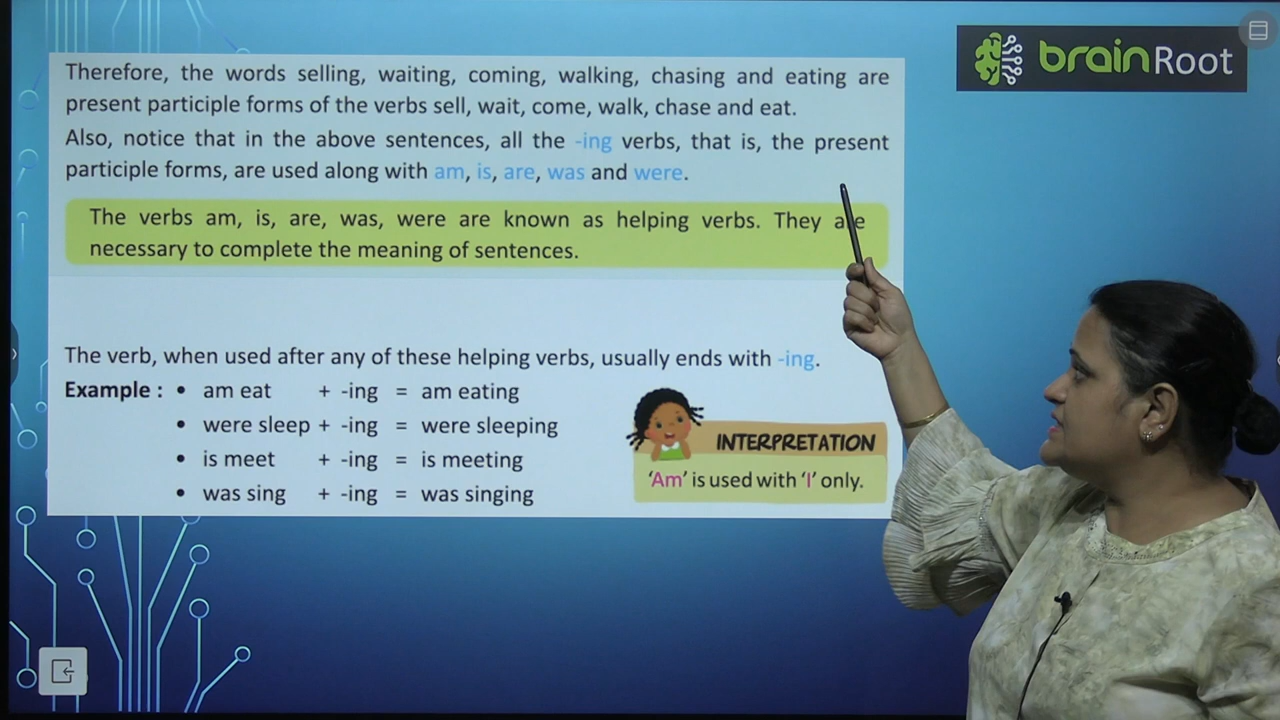 brainRoot
Therefore, the words selling, waiting, coming, walking, chasing and eating are
present participle forms of the verbs sell, wait, come, walk, chase and eat.
Also, notice that in the above sentences, all the -ing verbs, that is, the present
participle forms, are used along with am, is, are, was and were.
The verbs am, is, are, was, were are known as helping verbs. They are
necessary to complete the meaning of sentences.
The verb, when used after any of these helping verbs, usually ends with -ing.
Example : • am eat + -ing = am eating
• were sleep + -ing = were sleeping
• is meet + -ing = is meeting
• was sing + -ing = was singing
INTERPRETATION
‘Am’ is used with ‘I’ only.